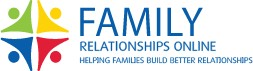 FAMILY
RELATIONSHIPS ONLINE
HELPING FAMILIES BUILD BETTER RELATIONSHIPS